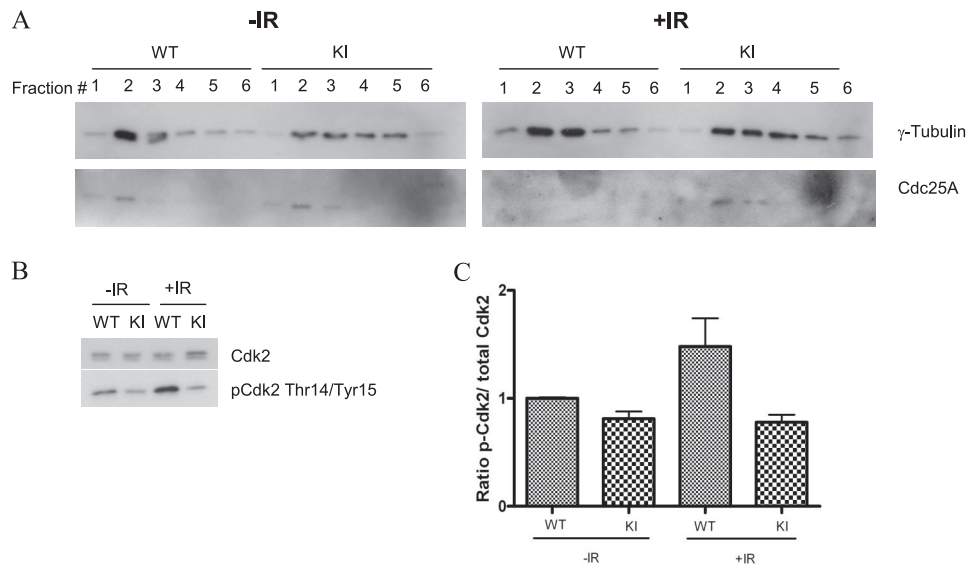 A
-IR
+IR
WT KI WT KI
Fraction # 1 2 3 4 5 6 1 2 3 4 5 6 1 2 3 4 5 6 1 2 3 4 5 6
γ-Tubulin
Cdc25A
B
-IR +IR
WT KI WT KI
Cdk2
pCdk2 Thr14/Tyr15
C
Ratio p-Cdk2/ total Cdk2
2
1
0
WT KI WT KI
-IR +IR